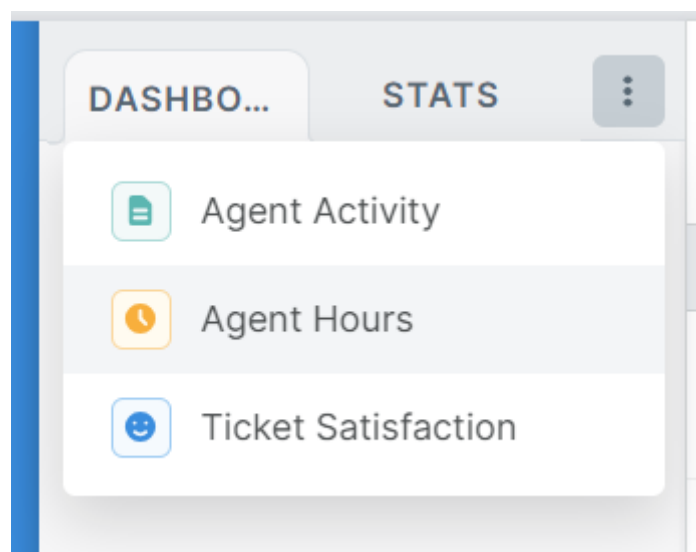 DASHBO...
STATS
Agent Activity
Agent Hours
Ticket Satisfaction